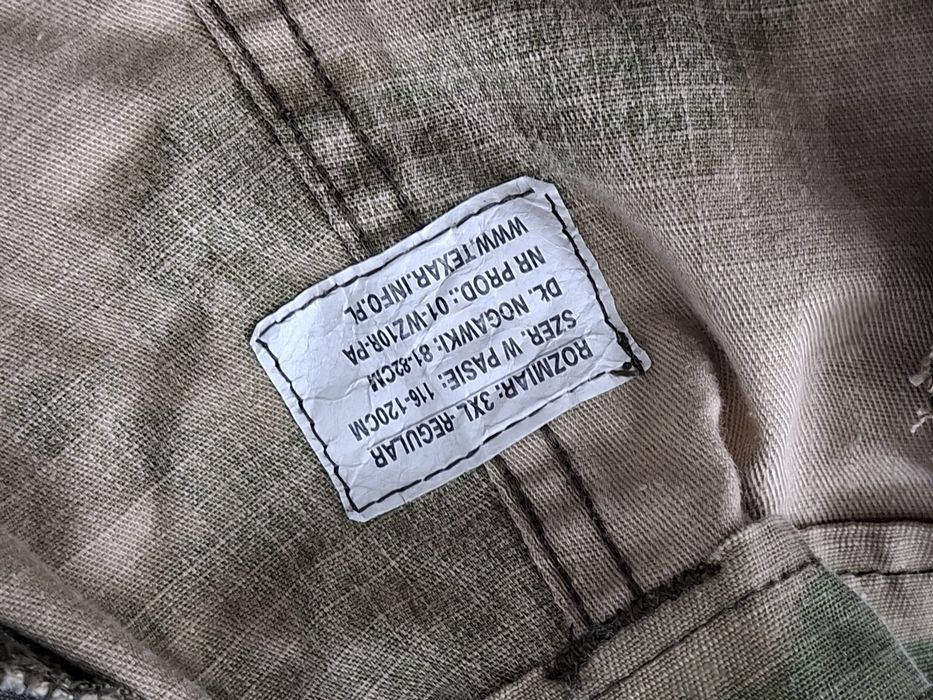 ROZMIAR: 3XL-REGULAR
SZER. W PASIE: 116-120CM
DŁ. NOGAWKI: 81-82CM
NR PROD.: 01-WZ10R-PA
WWW.TEXAR.INFO.PL